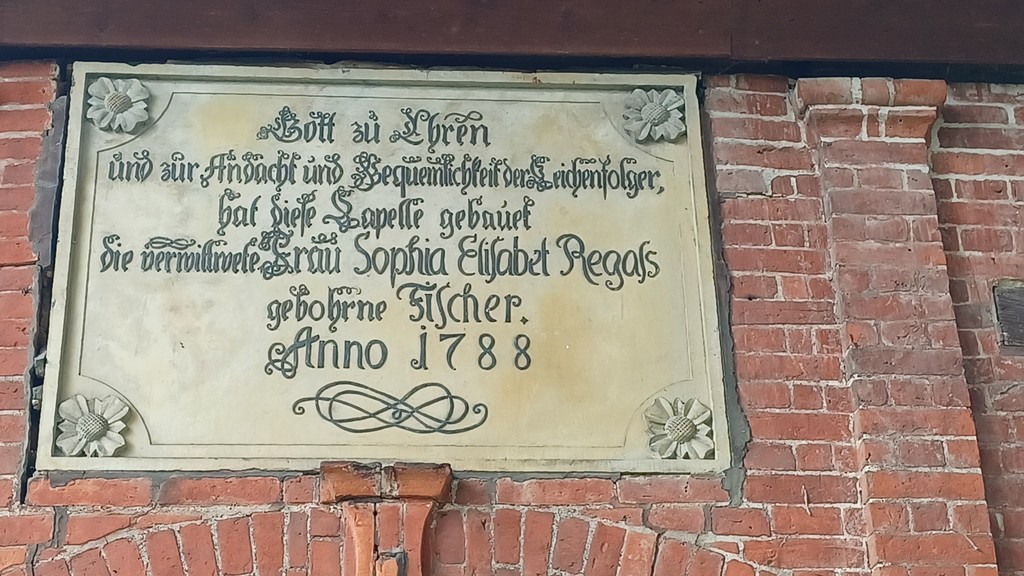 Gott zu Ehren
und zur Andacht und Bequemlichkeit der Leichenfolger,
hat diese Capelle gebauet
die verwittwete Frau Sophia Elisabet Regass
gebohrne Fischer.
Anno 1788